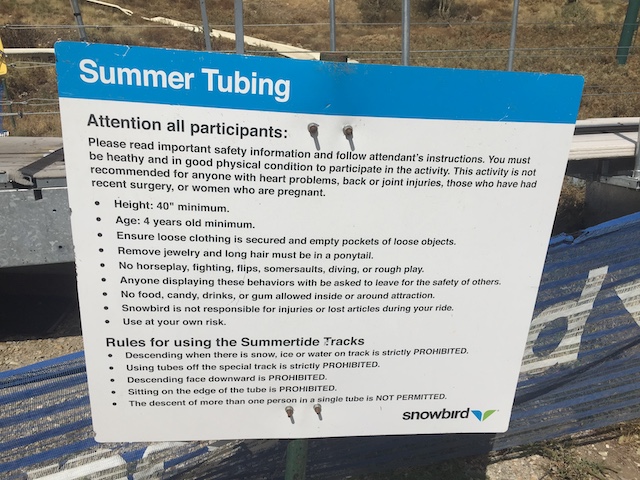 Summer Tubing
Attention all participants:
Please read important safety information and follow attendant's instructions. You must
be heathy and in good physical condition to participate in the activity. This activity is not
recommended for anyone with heart problems, back or joint injuries, those who have had
recent surgery, or women who are pregnant.
• Height: 40" minimum.
• Age: 4 years old minimum.
• Ensure loose clothing is secured and empty pockets of loose objects.
• Remove jewelry and long hair must be in a ponytail.
• No horseplay, fighting, flips, somersaults, diving, or rough play.
• Anyone displaying these behaviors with be asked to leave for the safety of others.
• No food, candy, drinks, or gum allowed inside or around attraction.
• Snowbird is not responsible for injuries or lost articles during your ride.
• Use at your own risk.
Rules for using the Summertide Tracks
• Descending when there is snow, ice or water on track is strictly PROHIBITED.
• Using tubes off the special track is strictly PROHIBITED.
• Descending face downward is PROHIBITED.
• Sitting on the edge of the tube is PROHIBITED.
• The descent of more than one person in a single tube is NOT PERMITTED.
snowbird